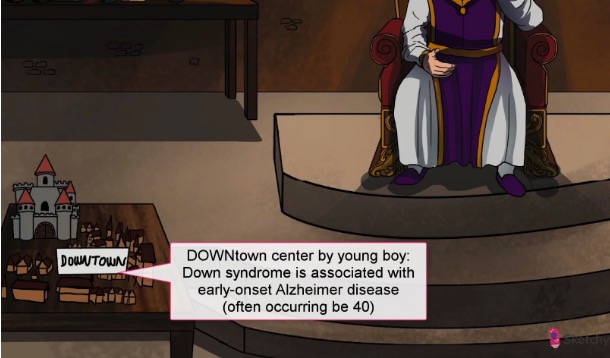 DOWNTOWN
DOWNtown center by young boy:
Down syndrome is associated with
early-onset Alzheimer disease
(often occurring be 40)
Sketchy